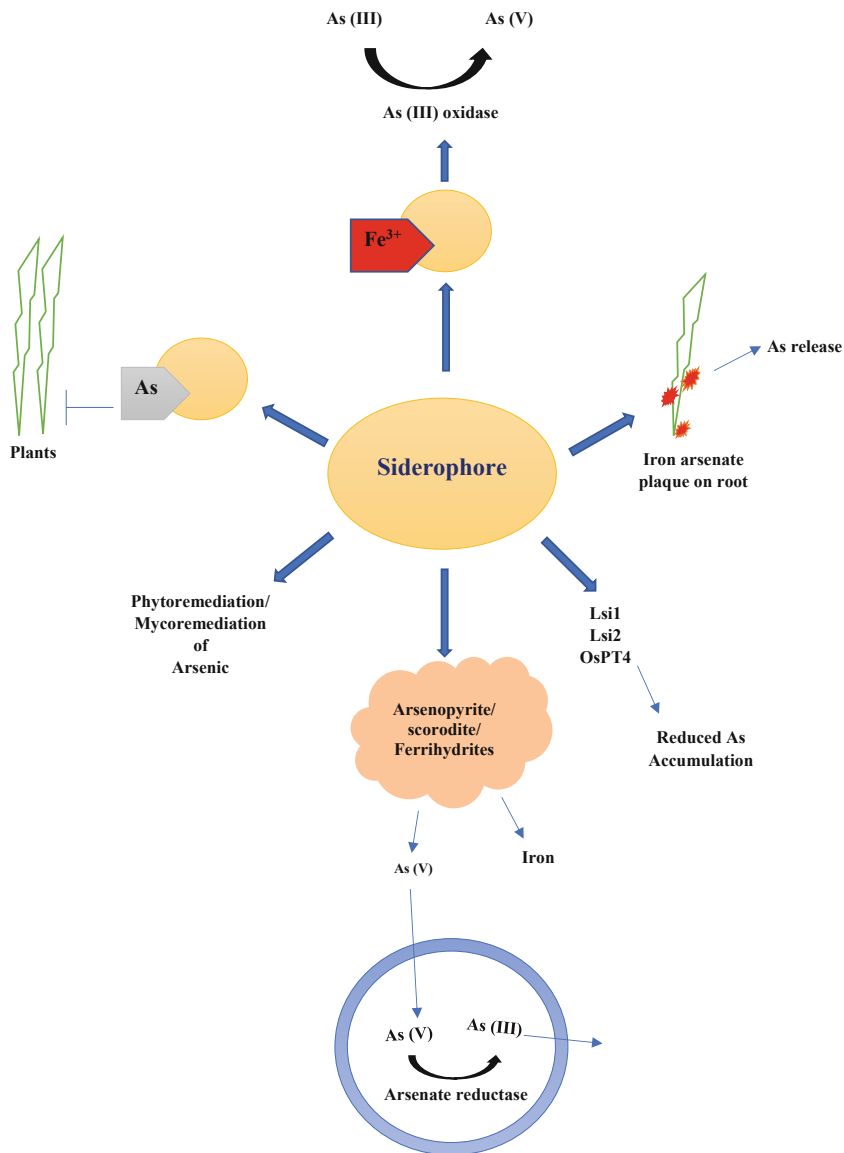 As (III)
As (V)
As (III) oxidase
Fe³⁺
As release
As
Plants
Siderophore
Iron arsenate
plaque on root
Phytoremediation/
Mycoremediation
of
Arsenic
Lsi1
Lsi2
OsPT4
Arsenopyrite/
scorodite/
Ferrihydrites
Reduced As
Accumulation
As (V)
Iron
As (V)
As (III)
Arsenate reductase